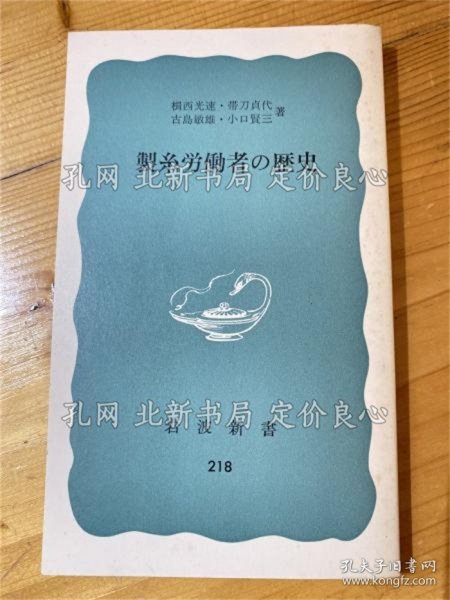 楫西光速・帯刀貞代
古島敏雄・小口賢三
著
製糸労働者の歴史
孔网 北新书局 定价良心
孔网 北新书局 定价良心
岩波新書
218
孔夫子旧书网
www.kongfz.com